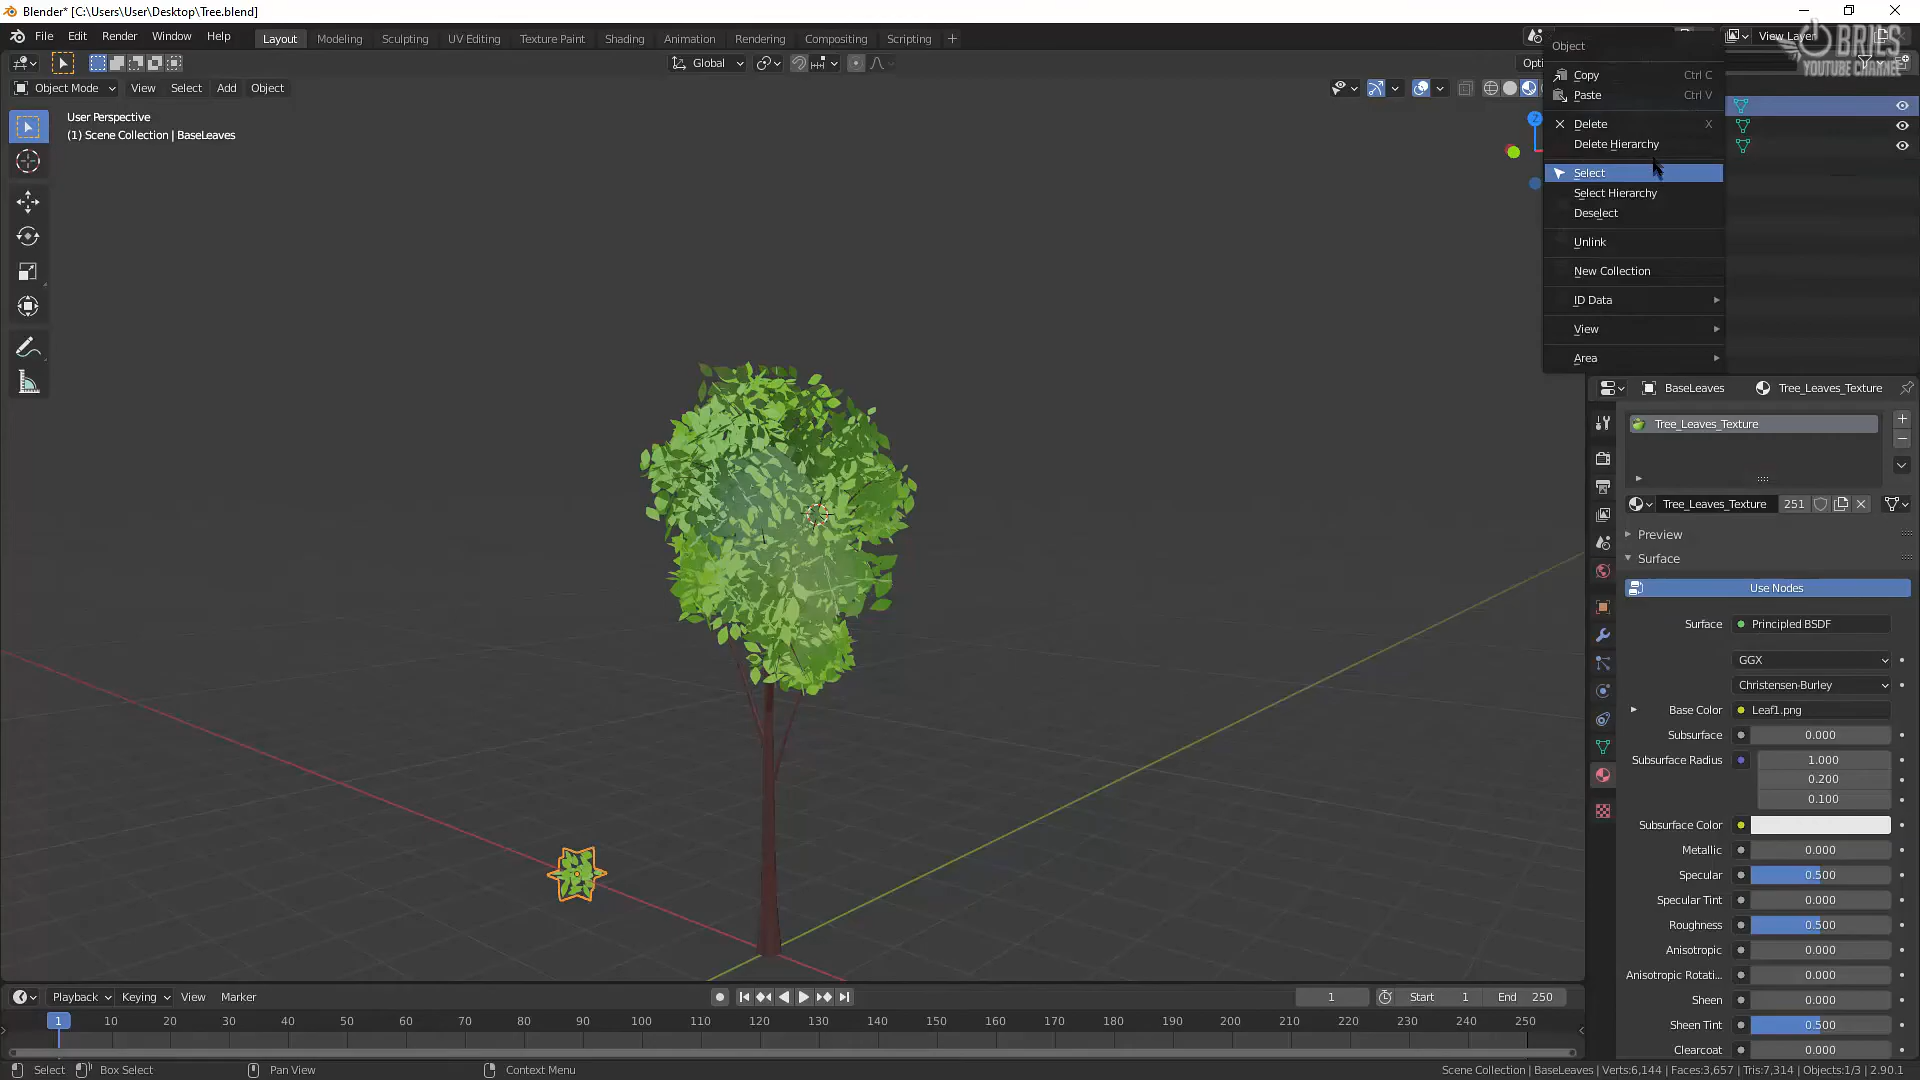 Blender* [C:\Users\User\Desktop\Tree.blend]
File Edit Render Window Help Layout Modeling Sculpting UV Editing Texture Paint Shading Animation Rendering Compositing Scripting + View Layer
BRIES
YOUTUBE CHANNEL
Global Opti
Object Mode View Select Add Object
User Perspective
(1) Scene Collection | BaseLeaves
Z
Object
Copy Ctrl C
Paste Ctrl V
Delete X
Delete Hierarchy
Select
Select Hierarchy
Deselect
Unlink
New Collection
ID Data
View
Area
BaseLeaves Tree_Leaves_Texture
Tree_Leaves_Texture
Tree_Leaves_Texture 251
Preview
Surface
Use Nodes
Surface Principled BSDF
GGX
Christensen-Burley
Base Color Leaf1.png
Subsurface 0.000
Subsurface Radius 1.000
0.200
0.100
Subsurface Color
Metallic 0.000
Specular 0.500
Specular Tint 0.000
Roughness 0.500
Anisotropic 0.000
Anisotropic Rotati... 0.000
Sheen 0.000
Sheen Tint 0.500
Clearcoat 0.000
Playback Keying View Marker 1 Start 1 End 250
1 10 20 30 40 50 60 70 80 90 100 110 120 130 140 150 160 170 180 190 200 210 220 230 240 250
Select Box Select Pan View Context Menu Scene Collection | BaseLeaves | Verts:6,144 | Faces:3,657 | Tris:7,314 | Objects:1/3 | 2.90.1